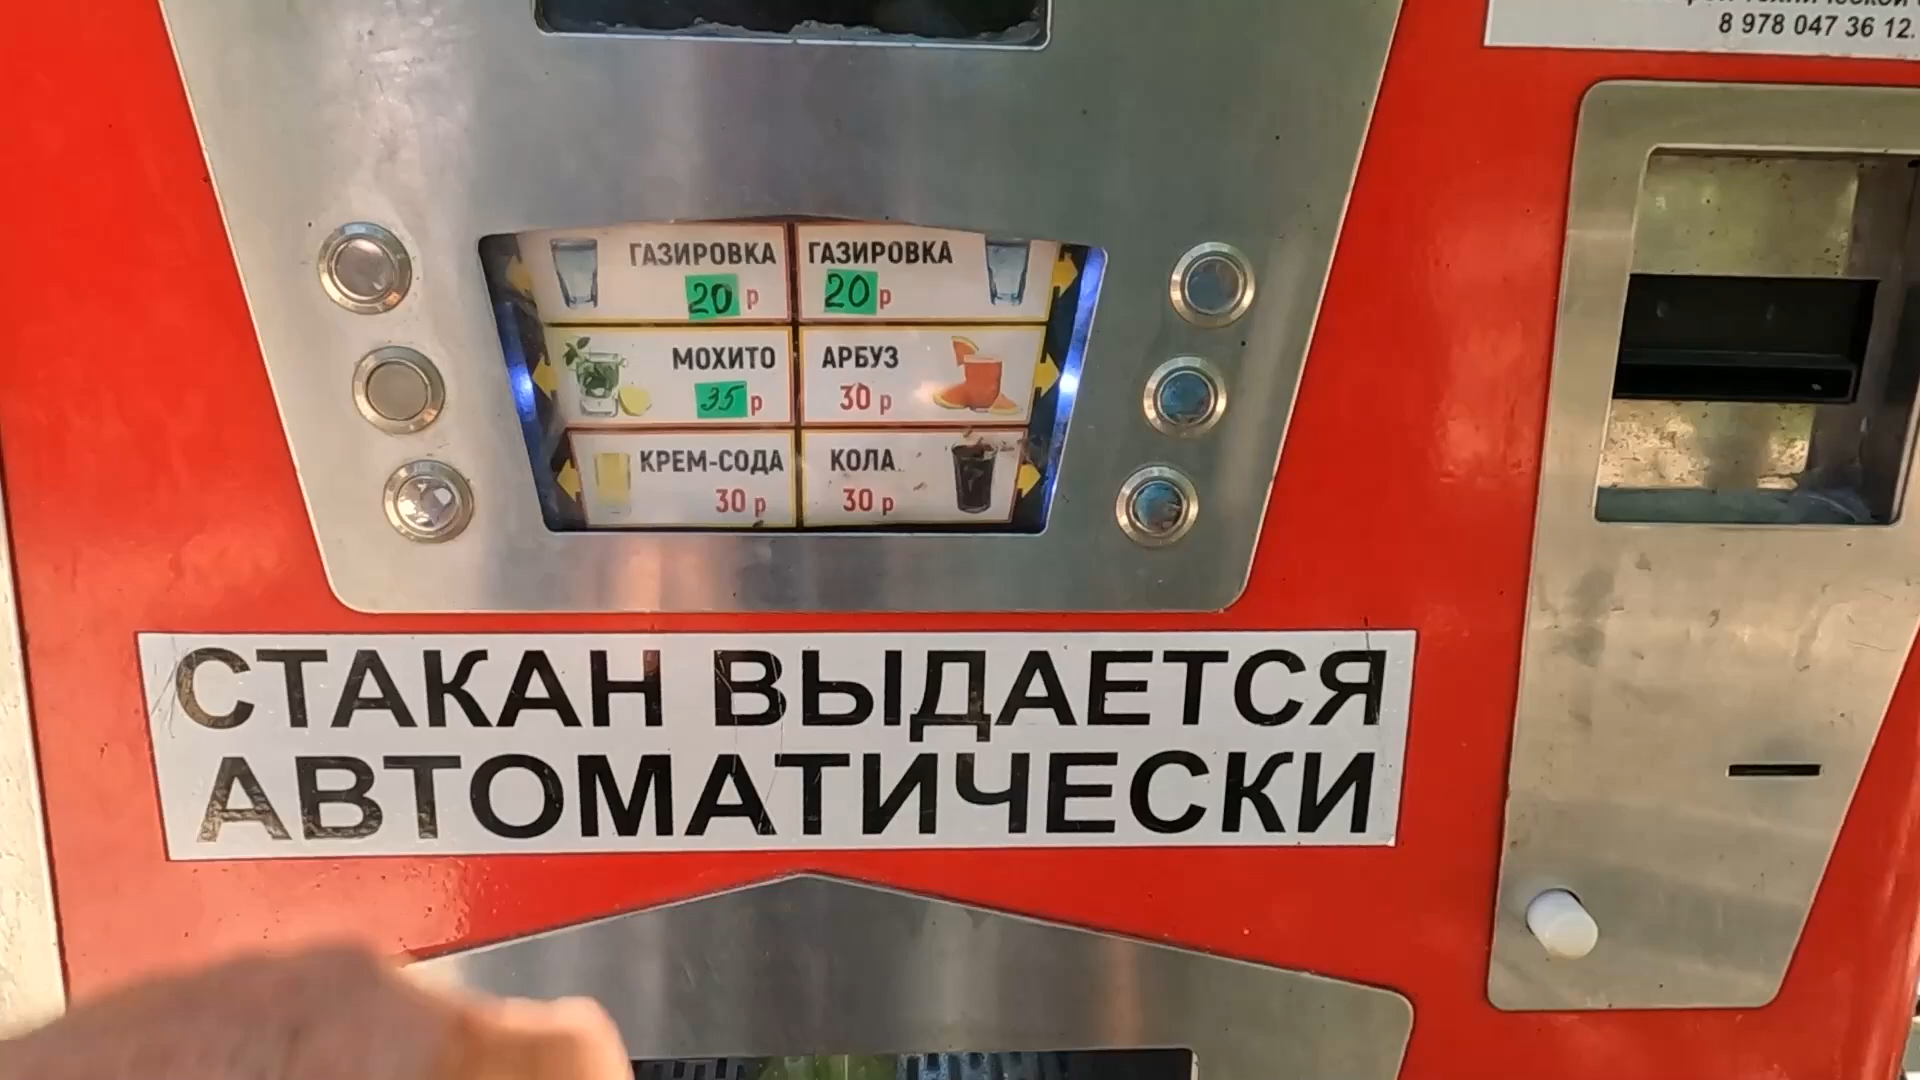 8 978 047 36 12.
ГАЗИРОВКА
20 р
ГАЗИРОВКА
20 р
МОХИТО
35 р
АРБУЗ
30 р
КРЕМ-СОДА
30 р
КОЛА
30 р
СТАКАН ВЫДАЕТСЯ
АВТОМАТИЧЕСКИ